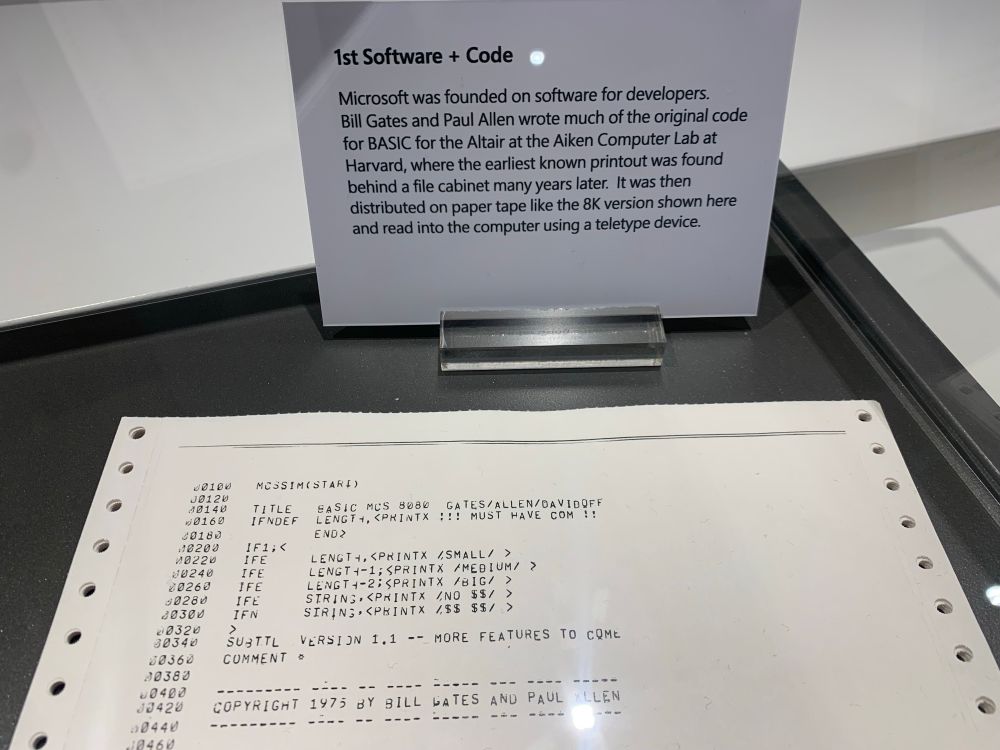 1st Software + Code
Microsoft was founded on software for developers.
Bill Gates and Paul Allen wrote much of the original code
for BASIC for the Altair at the Aiken Computer Lab at
Harvard, where the earliest known printout was found
behind a file cabinet many years later. It was then
distributed on paper tape like the 8K version shown here
and read into the computer using a teletype device.
00100 MCSSIM(START)
00120
00140 TITLE BASIC MCS 8080 GATES/ALLEN/DAVIDOFF
00160 IFNDEF LENGTH,<PRINTX !!! MUST HAVE COM !!
00180 END>
00200 IF1,<
00220 IFE LENGTH,<PRINTX /SMALL/ >
00240 IFE LENGTH-1,<PRINTX /MEDIUM/ >
00260 IFE LENGTH-2,<PRINTX /BIG/ >
00280 IFE STRING,<PRINTX /NO $$/ >
00300 IFN STRING,<PRINTX /$$ $$/ >
00320 >
00340 SUBTTL VERSION 1.1 -- MORE FEATURES TO COME
00360 COMMENT *
00380
00400 --------- ---- -- ---- ----- --- ---- -----
00420 COPYRIGHT 1975 BY BILL GATES AND PAUL ALLEN
00440 --------- ---- -- ---- ----- --- ---- -----
00460